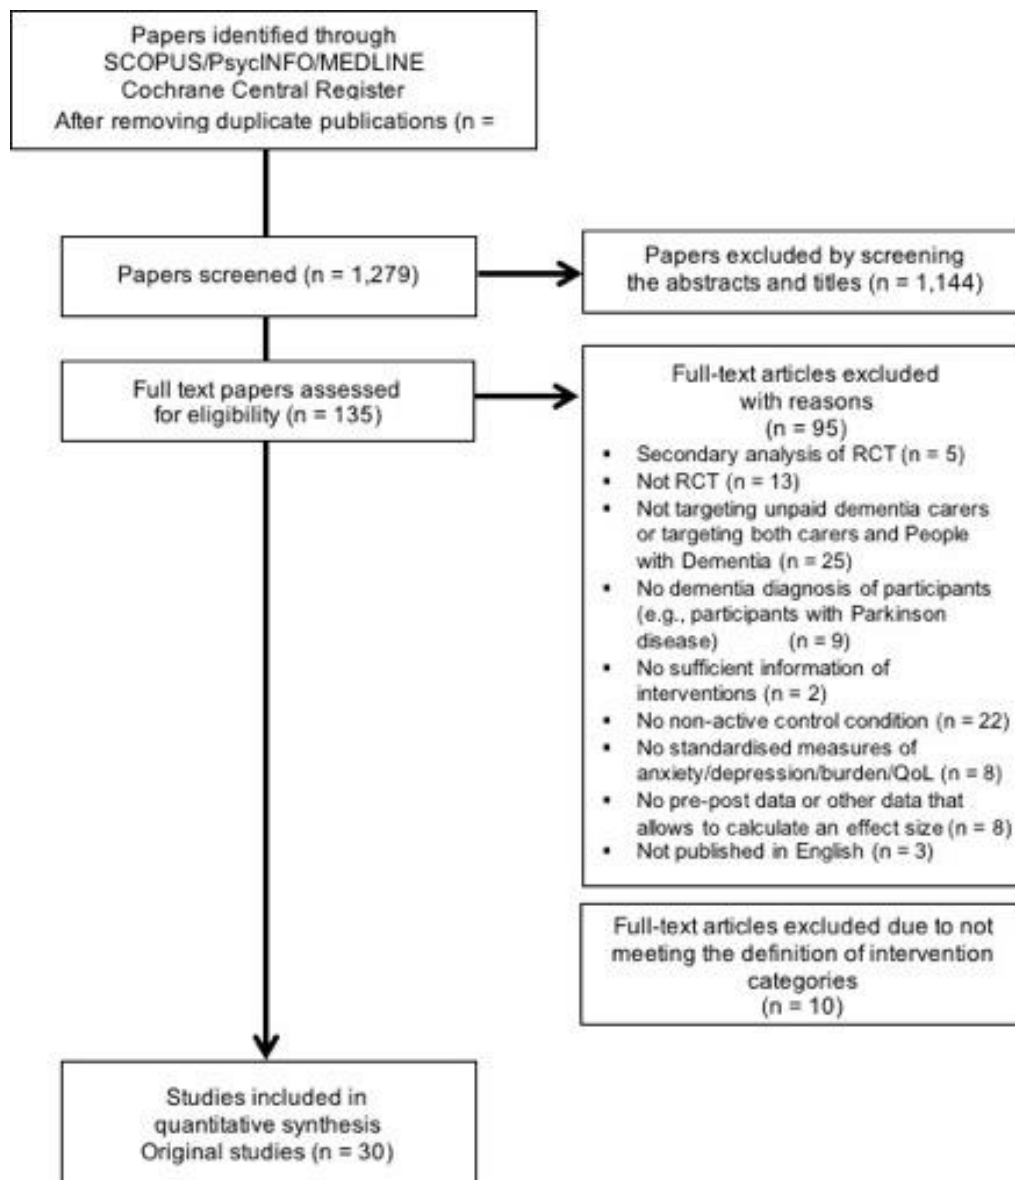 Papers identified through
SCOPUS/PsycINFO/MEDLINE
Cochrane Central Register
After removing duplicate publications (n =
Papers screened (n = 1,279)
Papers excluded by screening
the abstracts and titles (n = 1,144)
Full text papers assessed
for eligibility (n = 135)
Full-text articles excluded
with reasons
(n = 95)
▪ Secondary analysis of RCT (n = 5)
▪ Not RCT (n = 13)
▪ Not targeting unpaid dementia carers
or targeting both carers and People
with Dementia (n = 25)
▪ No dementia diagnosis of participants
(e.g., participants with Parkinson
disease) (n = 9)
▪ No sufficient information of
interventions (n = 2)
▪ No non-active control condition (n = 22)
▪ No standardised measures of
anxiety/depression/burden/QoL (n = 8)
▪ No pre-post data or other data that
allows to calculate an effect size (n = 8)
▪ Not published in English (n = 3)
Full-text articles excluded due to not
meeting the definition of intervention
categories
(n = 10)
Studies included in
quantitative synthesis
Original studies (n = 30)